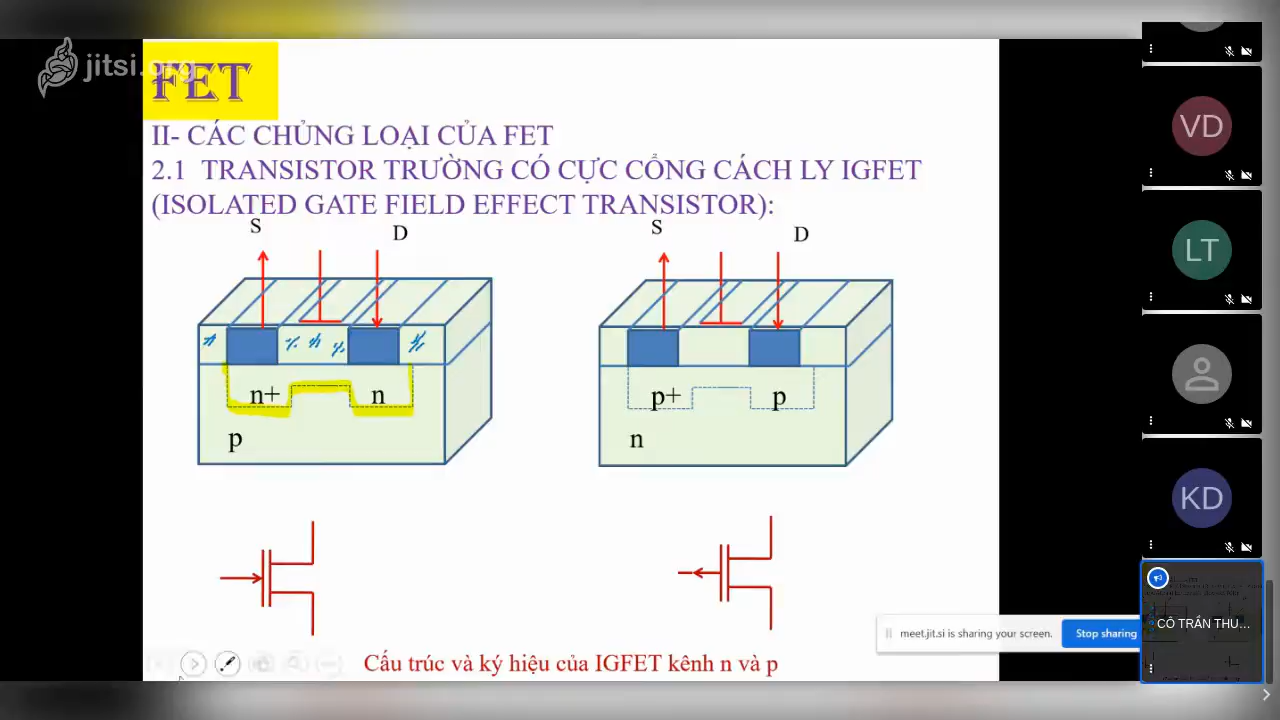 jitsi.org
FET
II- CÁC CHỦNG LOẠI CỦA FET
2.1 TRANSISTOR TRƯỜNG CÓ CỰC CỔNG CÁCH LY IGFET
(ISOLATED GATE FIELD EFFECT TRANSISTOR):
S
D
S
D
n+
n
p
p+
p
n
Cấu trúc và ký hiệu của IGFET kênh n và p
meet.jit.si is sharing your screen.
Stop sharing
VD
LT
KD
CÔ TRẦN THU...